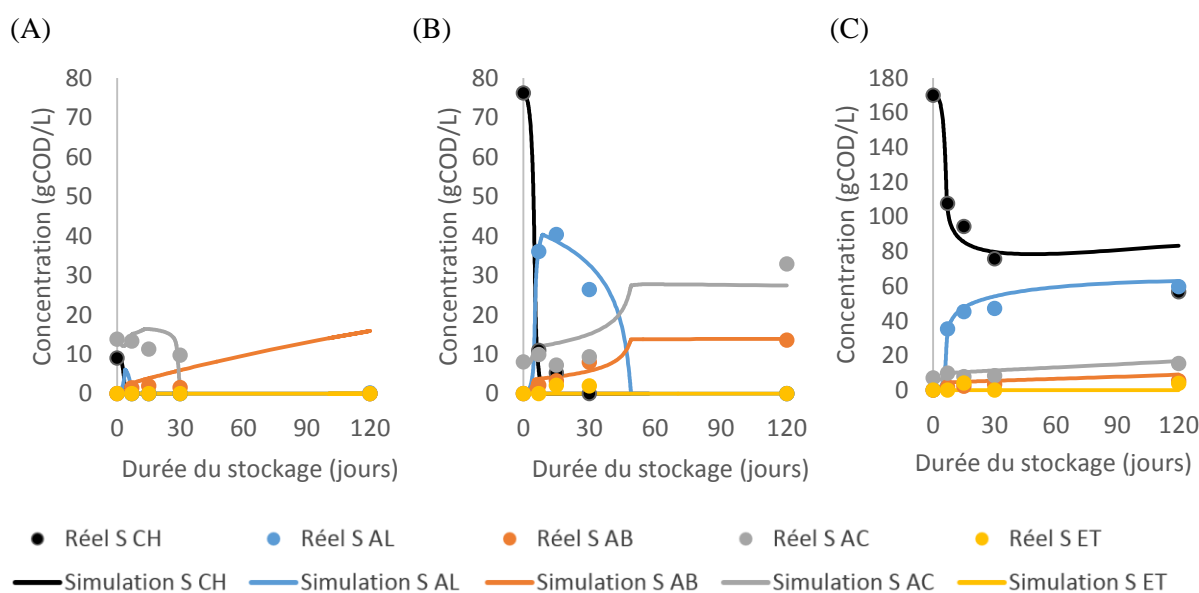 (A)
(B)
(C)
Concentration (gCOD/L)
80
70
60
50
40
30
20
10
0
0 30 60 90 120
Durée du stockage (jours)
Concentration (gCOD/L)
80
70
60
50
40
30
20
10
0
0 30 60 90 120
Durée du stockage (jours)
Concentration (gCOD/L)
180
160
140
120
100
80
60
40
20
0
0 30 60 90 120
Durée du stockage (jours)
Réel S CH Réel S AL Réel S AB Réel S AC Réel S ET
Simulation S CH Simulation S AL Simulation S AB Simulation S AC Simulation S ET